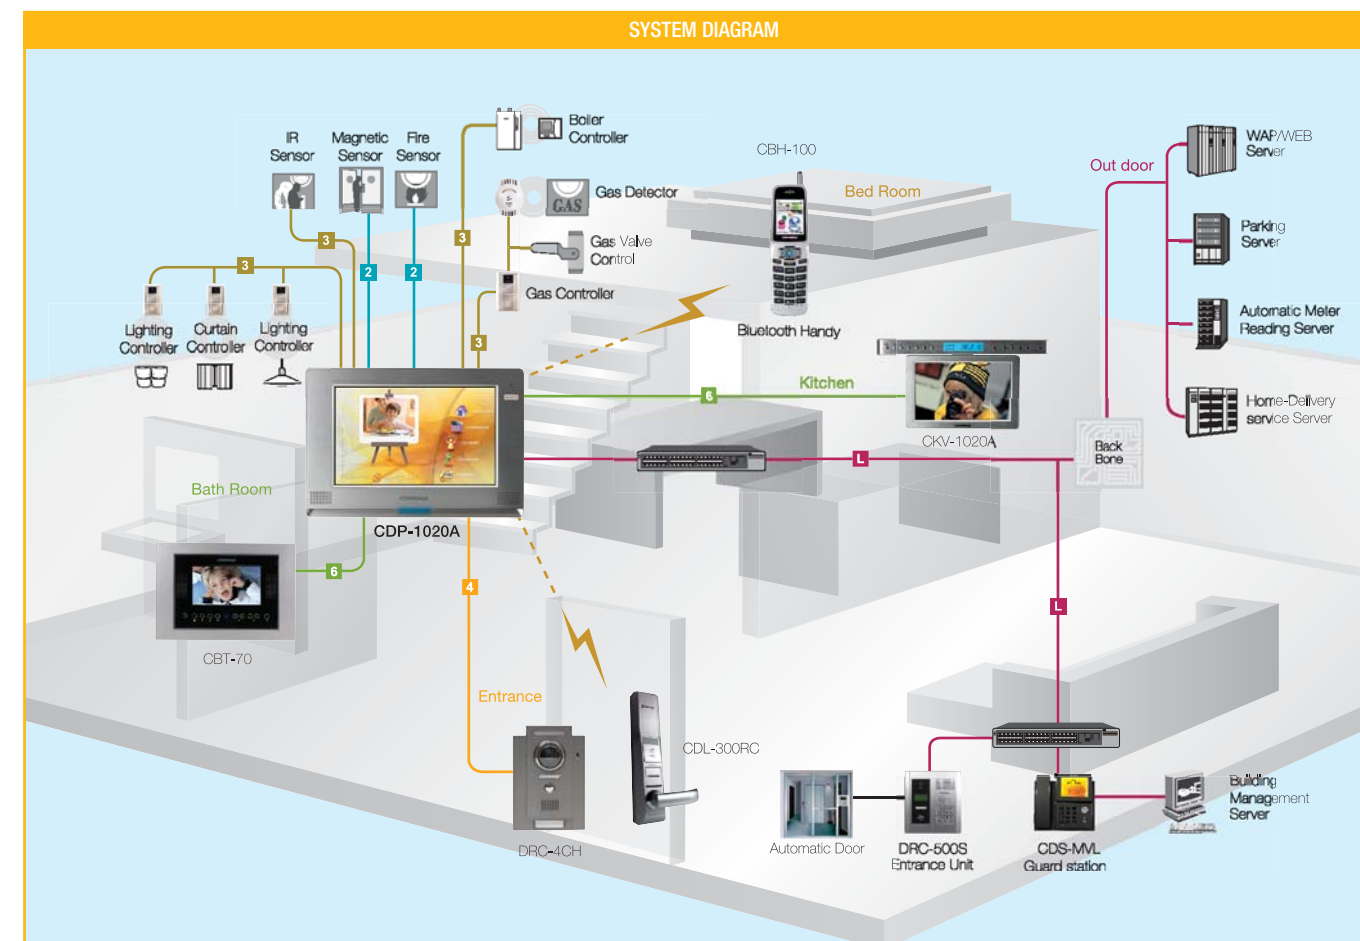 SYSTEM DIAGRAM
IR
Sensor
Magnetic
Sensor
Fire
Sensor
Boiler
Controller
Gas Detector
GAS
Gas Valve
Control
Gas Controller
3
3
3
2
2
3
Lighting
Controller
Curtain
Controller
Lighting
Controller
CBH-100
Bed Room
Bluetooth Handy
Out door
WAP/WEB
Server
Parking
Server
Automatic Meter
Reading Server
Home-Delivery
service Server
Kitchen
6
CKV-1020A
L
Back
Bone
Bath Room
CDP-1020A
6
4
CBT-70
L
Entrance
DRC-4CH
CDL-300RC
Automatic Door
DRC-500S
Entrance Unit
CDS-MVL
Guard station
Building
Management
Server